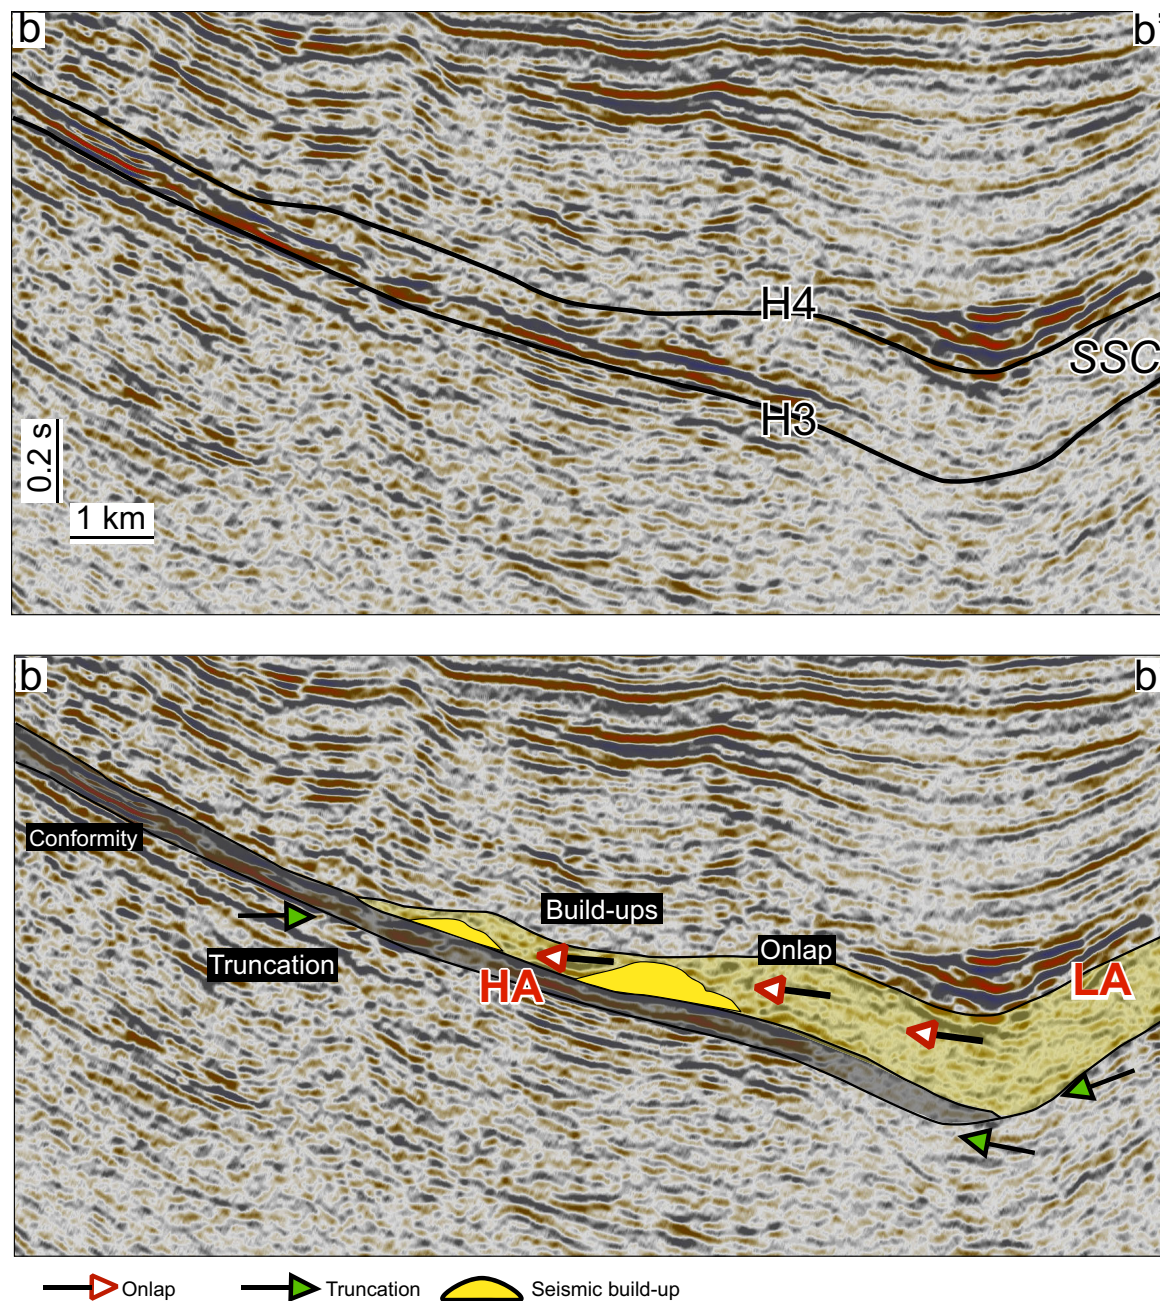 b b'
H4
SSC
H3
0.2 s
1 km
b b
Conformity
Build-ups
Truncation
Onlap
HA
LA
Onlap Truncation Seismic build-up